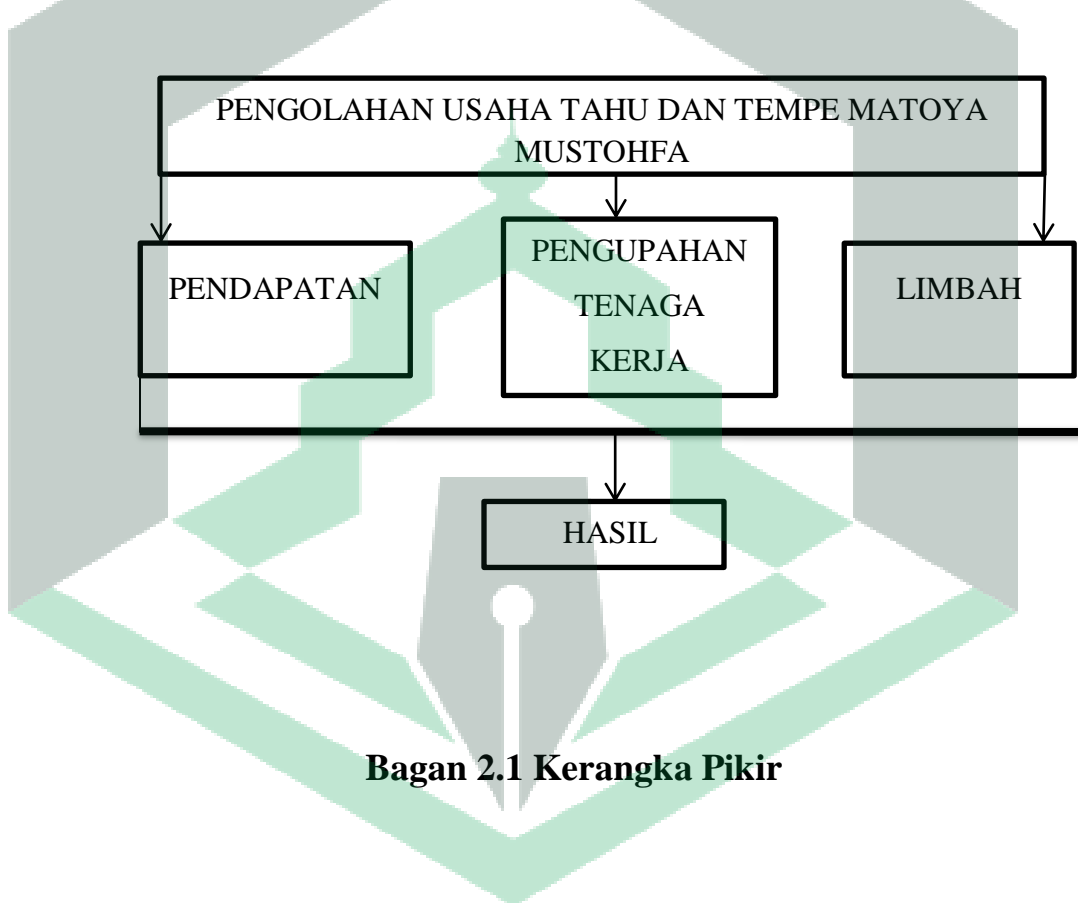 PENGOLAHAN USAHA TAHU DAN TEMPE MATOYA
MUSTOHFA
PENDAPATAN
PENGUPAHAN
TENAGA
KERJA
LIMBAH
HASIL
Bagan 2.1 Kerangka Pikir